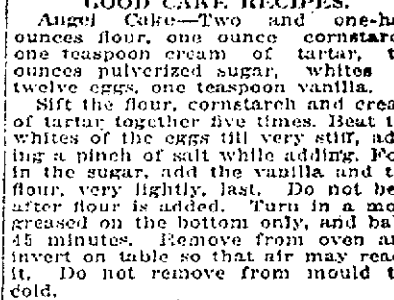 GOOD CAKE RECIPES.
Angel Cake—Two and one-ha
ounces flour, one ounce cornstarc
one teaspoon cream of tartar, t
ounces pulverized sugar, whites
twelve eggs, one teaspoon vanilla.
Sift the flour, cornstarch and crea
of tartar together five times. Beat t
whites of the eggs till very stiff, ad
ing a pinch of salt while adding. Fo
in the sugar, add the vanilla and t
flour, very lightly, last. Do not be
after flour is added. Turn in a mo
greased on the bottom only, and ba
45 minutes. Remove from oven an
invert on table so that air may reac
it. Do not remove from mould t
cold.